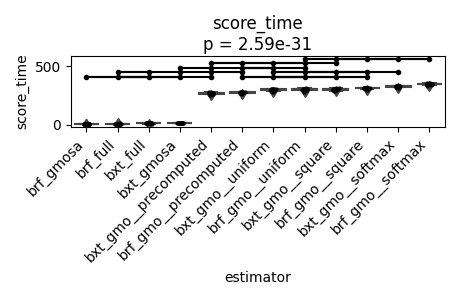 score_time
p = 2.59e-31
score_time
500
0
brf_gmosa
brf_full
bxt_full
bxt_gmosa
bxt_gmo__precomputed
brf_gmo__precomputed
bxt_gmo__uniform
brf_gmo__uniform
bxt_gmo__square
brf_gmo__square
bxt_gmo__softmax
brf_gmo__softmax
estimator